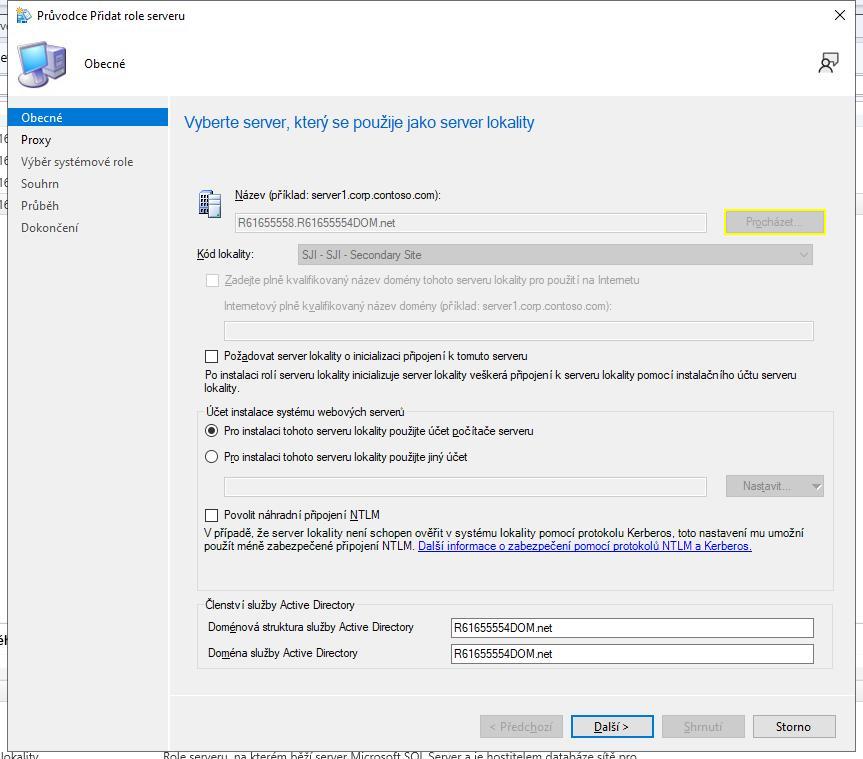 Průvodce Přidat role serveru
Obecné
Obecné
Proxy
Výběr systémové role
Souhrn
Průběh
Dokončení
Vyberte server, který se použije jako server lokality
Název (příklad: server1.corp.contoso.com):
R61655558.R61655554DOM.net
Procházet...
Kód lokality:
SJI - SJI - Secondary Site
Zadejte plně kvalifikovaný název domény tohoto serveru lokality pro použití na Internetu
Internetový plně kvalifikovaný název domény (příklad: server1.corp.contoso.com):
Požadovat server lokality o inicializaci připojení k tomuto serveru
Po instalaci rolí serveru lokality inicializuje server lokality veškerá připojení k serveru lokality pomocí instalačního účtu serveru
lokality.
Účet instalace systému webových serverů
Pro instalaci tohoto serveru lokality použijte účet počítače serveru
Pro instalaci tohoto serveru lokality použijte jiný účet
Nastavit...
Povolit náhradní připojení NTLM
V případě, že server lokality není schopen ověřit v systému lokality pomocí protokolu Kerberos, toto nastavení mu umožní
použít méně zabezpečené připojení NTLM. Další informace o zabezpečení pomocí protokolů NTLM a Kerberos.
Členství služby Active Directory
Doménová struktura služby Active Directory
R61655554DOM.net
Doména služby Active Directory
R61655554DOM.net
< Předchozí
Další >
Shrnutí
Storno
lokality
Role serveru, na kterém běží server Microsoft SQL Server a je hostitelem databáze sítě pro